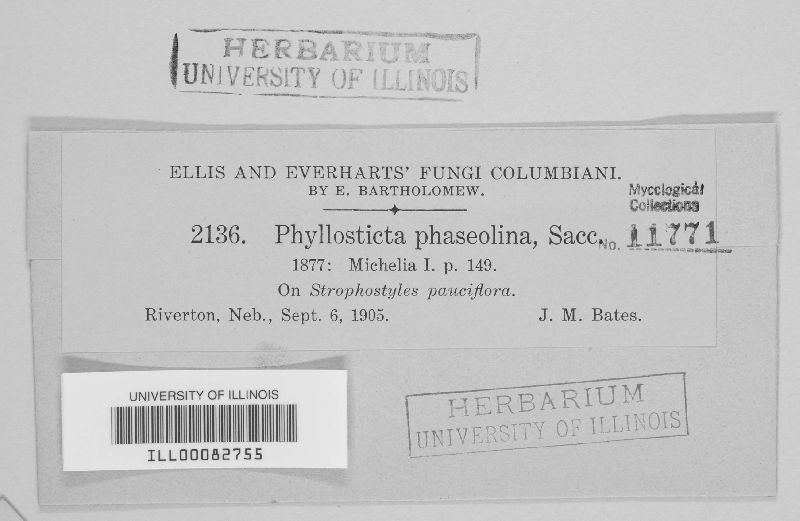 HERBARIUM
UNIVERSITY OF ILLINOIS
ELLIS AND EVERHARTS' FUNGI COLUMBIANI.
BY E. BARTHOLOMEW.
Mycological
Collections
2136. Phyllosticta phaseolina, Sacc. No. 11771
1877: Michelia I. p. 149.
On Strophostyles pauciflora.
Riverton, Neb., Sept. 6, 1905. J. M. Bates.
UNIVERSITY OF ILLINOIS
ILL00082755
HERBARIUM
UNIVERSITY OF ILLINOIS